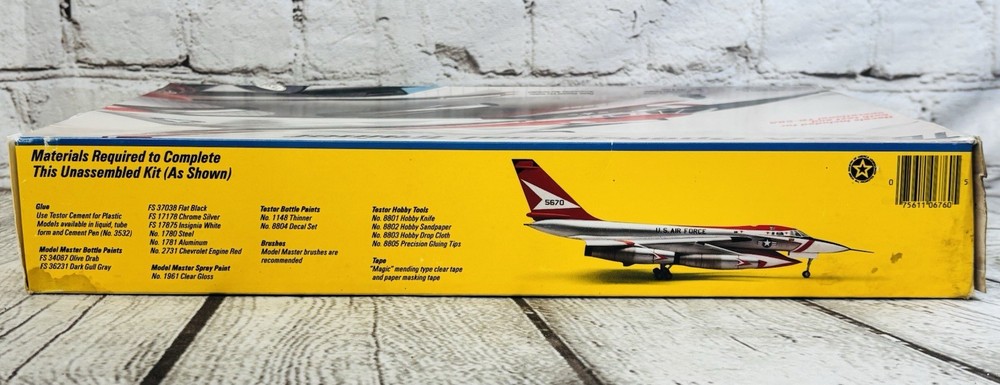 Materials Required to Complete
This Unassembled Kit (As Shown)
Glue
Use Testor Cement for Plastic
Models available in liquid, tube
form and Cement Pen (No. 3532)
Model Master Bottle Paints
FS 34087 Olive Drab
FS 36231 Dark Gull Gray
FS 37038 Flat Black
FS 17178 Chrome Silver
FS 17875 Insignia White
No. 1780 Steel
No. 1781 Aluminum
No. 2731 Chevrolet Engine Red
Model Master Spray Paint
No. 1961 Clear Gloss
Testor Bottle Paints
No. 1148 Thinner
No. 8804 Decal Set
Brushes
Model Master brushes are
recommended
Testor Hobby Tools
No. 8801 Hobby Knife
No. 8802 Hobby Sandpaper
No. 8803 Hobby Drop Cloth
No. 8805 Precision Gluing Tips
Tape
"Magic" mending type clear tape
and paper masking tape
5670
U.S. AIR FORCE
0 75611 06760 5